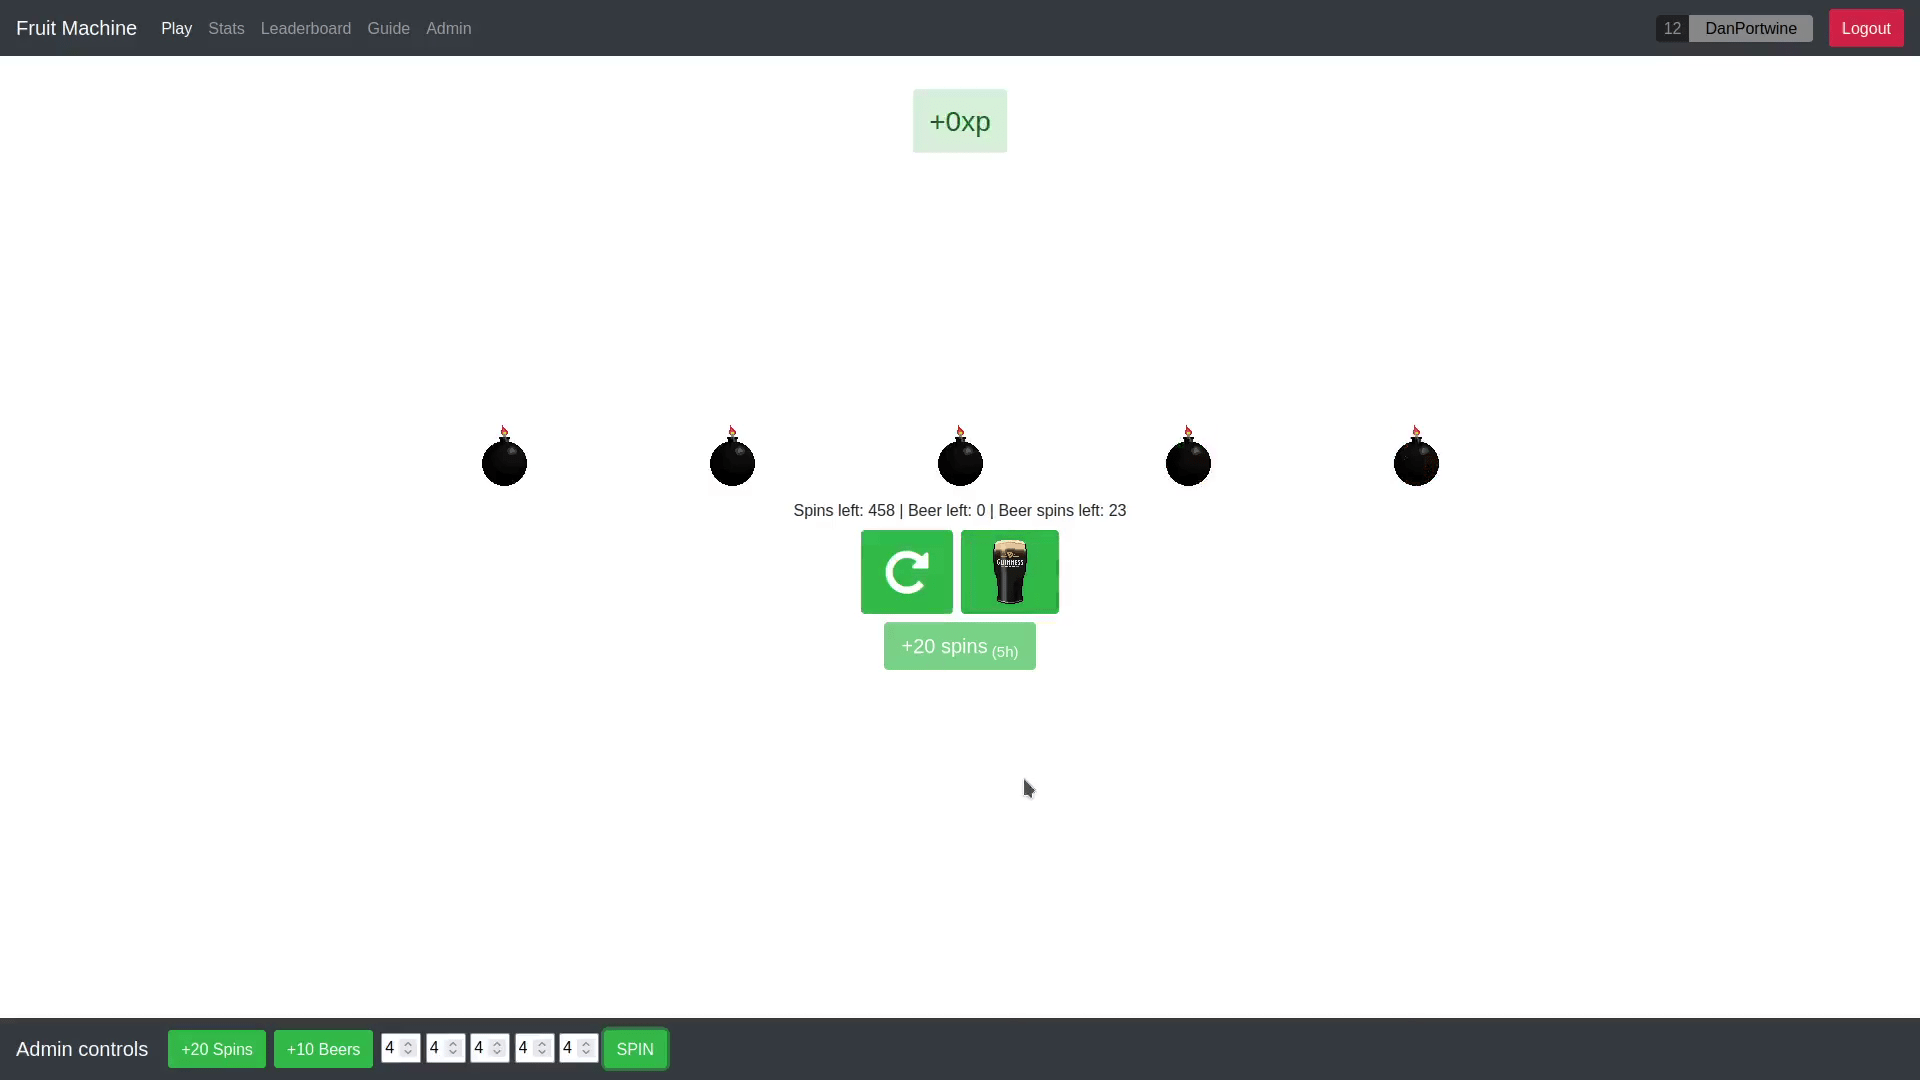 Fruit Machine Play Stats Leaderboard Guide Admin 12 DanPortwine Logout
+0xp
Spins left: 458 | Beer left: 0 | Beer spins left: 23
GUINNESS
+20 spins (5h)
Admin controls +20 Spins +10 Beers 4 4 4 4 4 SPIN